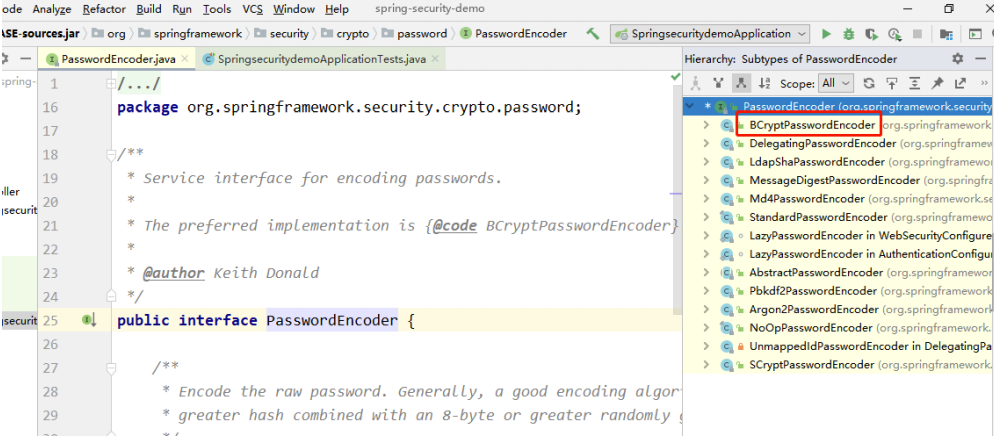 ode Analyze Refactor Build Run Tools VCS Window Help spring-security-demo
ASE-sources.jar org springframework security crypto password PasswordEncoder SpringsecuritydemoApplication
PasswordEncoder.java SpringsecuritydemoApplicationTests.java
Hierarchy: Subtypes of PasswordEncoder
Scope: All
spring-
ller
security
gsecurit
1 /.../
16 package org.springframework.security.crypto.password;
17
18 /**
19 * Service interface for encoding passwords.
20 *
21 * The preferred implementation is {@code BCryptPasswordEncoder}
22 *
23 * @author Keith Donald
24 */
25 public interface PasswordEncoder {
26
27 /**
28 * Encode the raw password. Generally, a good encoding algor
29 * greater hash combined with an 8-byte or greater randomly g
* PasswordEncoder (org.springframework.security
BCryptPasswordEncoder (org.springframework
DelegatingPasswordEncoder (org.springframew
LdapShaPasswordEncoder (org.springframewor
MessageDigestPasswordEncoder (org.springfra
Md4PasswordEncoder (org.springframework.se
StandardPasswordEncoder (org.springframewo
LazyPasswordEncoder in WebSecurityConfigure
LazyPasswordEncoder in AuthenticationConfigu
AbstractPasswordEncoder (org.springframewor
Pbkdf2PasswordEncoder (org.springframework
Argon2PasswordEncoder (org.springframework
NoOpPasswordEncoder (org.springframework.
UnmappedIdPasswordEncoder in DelegatingPa
SCryptPasswordEncoder (org.springframework.